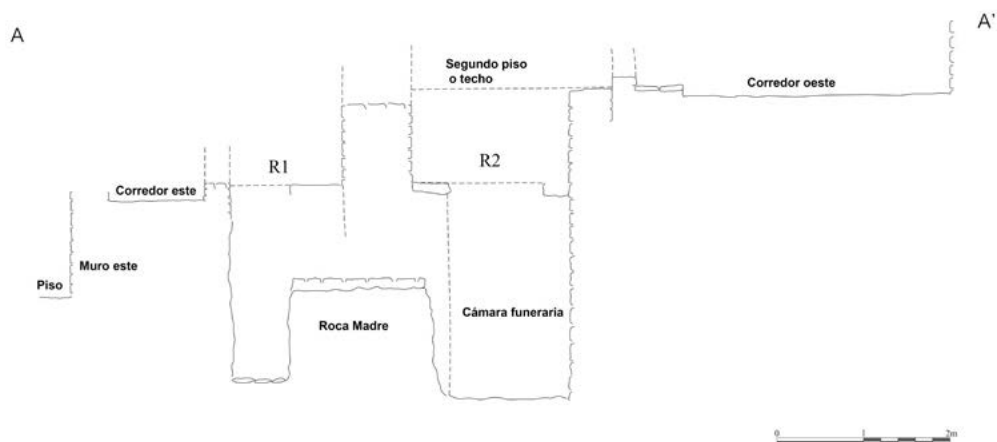 A
A'
Segundo piso
o techo
Corredor oeste
R1
R2
Corredor este
Muro este
Piso
Cámara funeraria
Roca Madre
0 1 2m